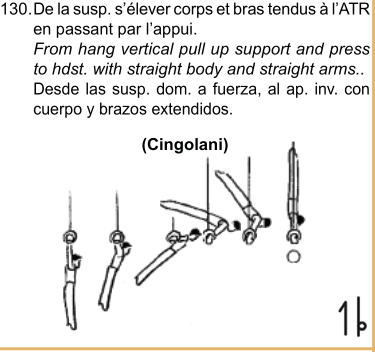 130. De la susp. s'élever corps et bras tendus à l'ATR
en passant par l'appui.
From hang vertical pull up support and press
to hdst. with straight body and straight arms..
Desde las susp. dom. a fuerza, al ap. inv. con
cuerpo y brazos extendidos.
(Cingolani)